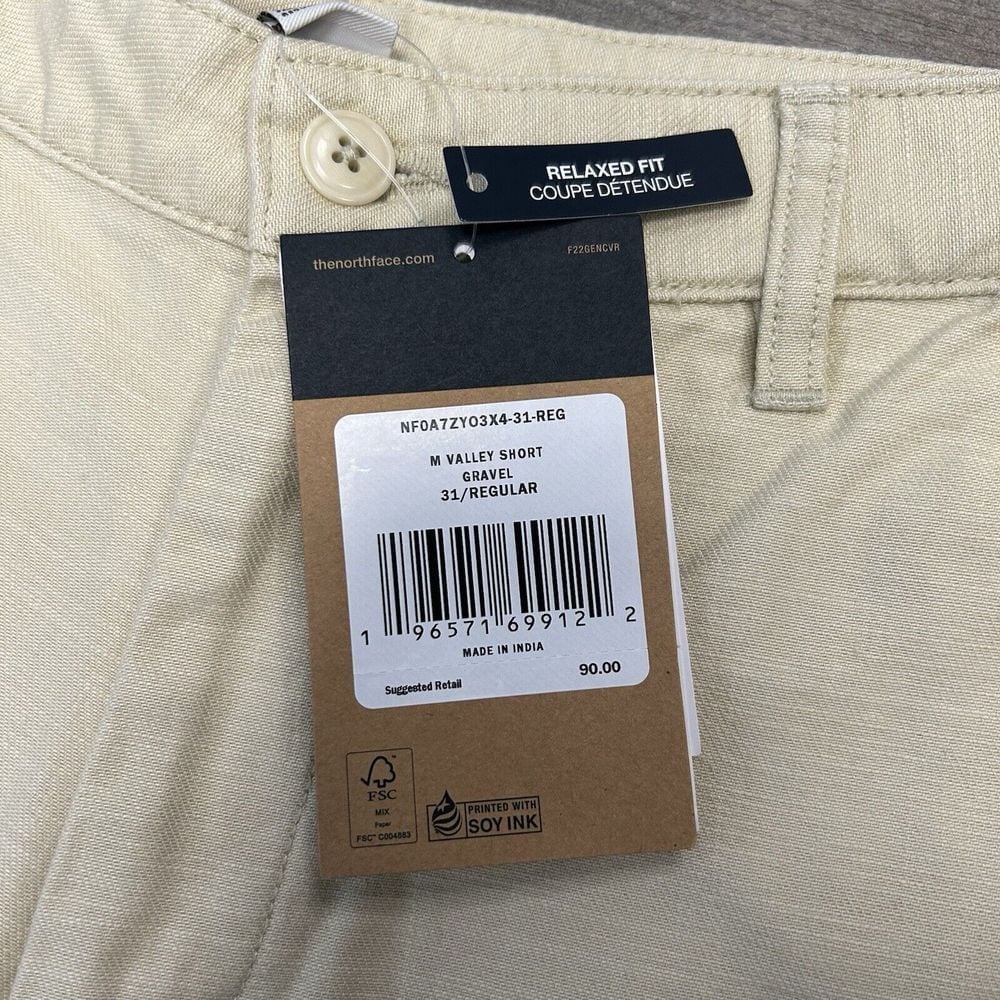 RELAXED FIT
COUPE DÉTENDUE
thenorthface.com
F22GENCVR
NF0A7ZYO3X4-31-REG
M VALLEY SHORT
GRAVEL
31/REGULAR
1 96571 69912 2
MADE IN INDIA
90.00
Suggested Retail
FSC
MIX
Paper
FSC™ C004883
PRINTED WITH
SOY INK